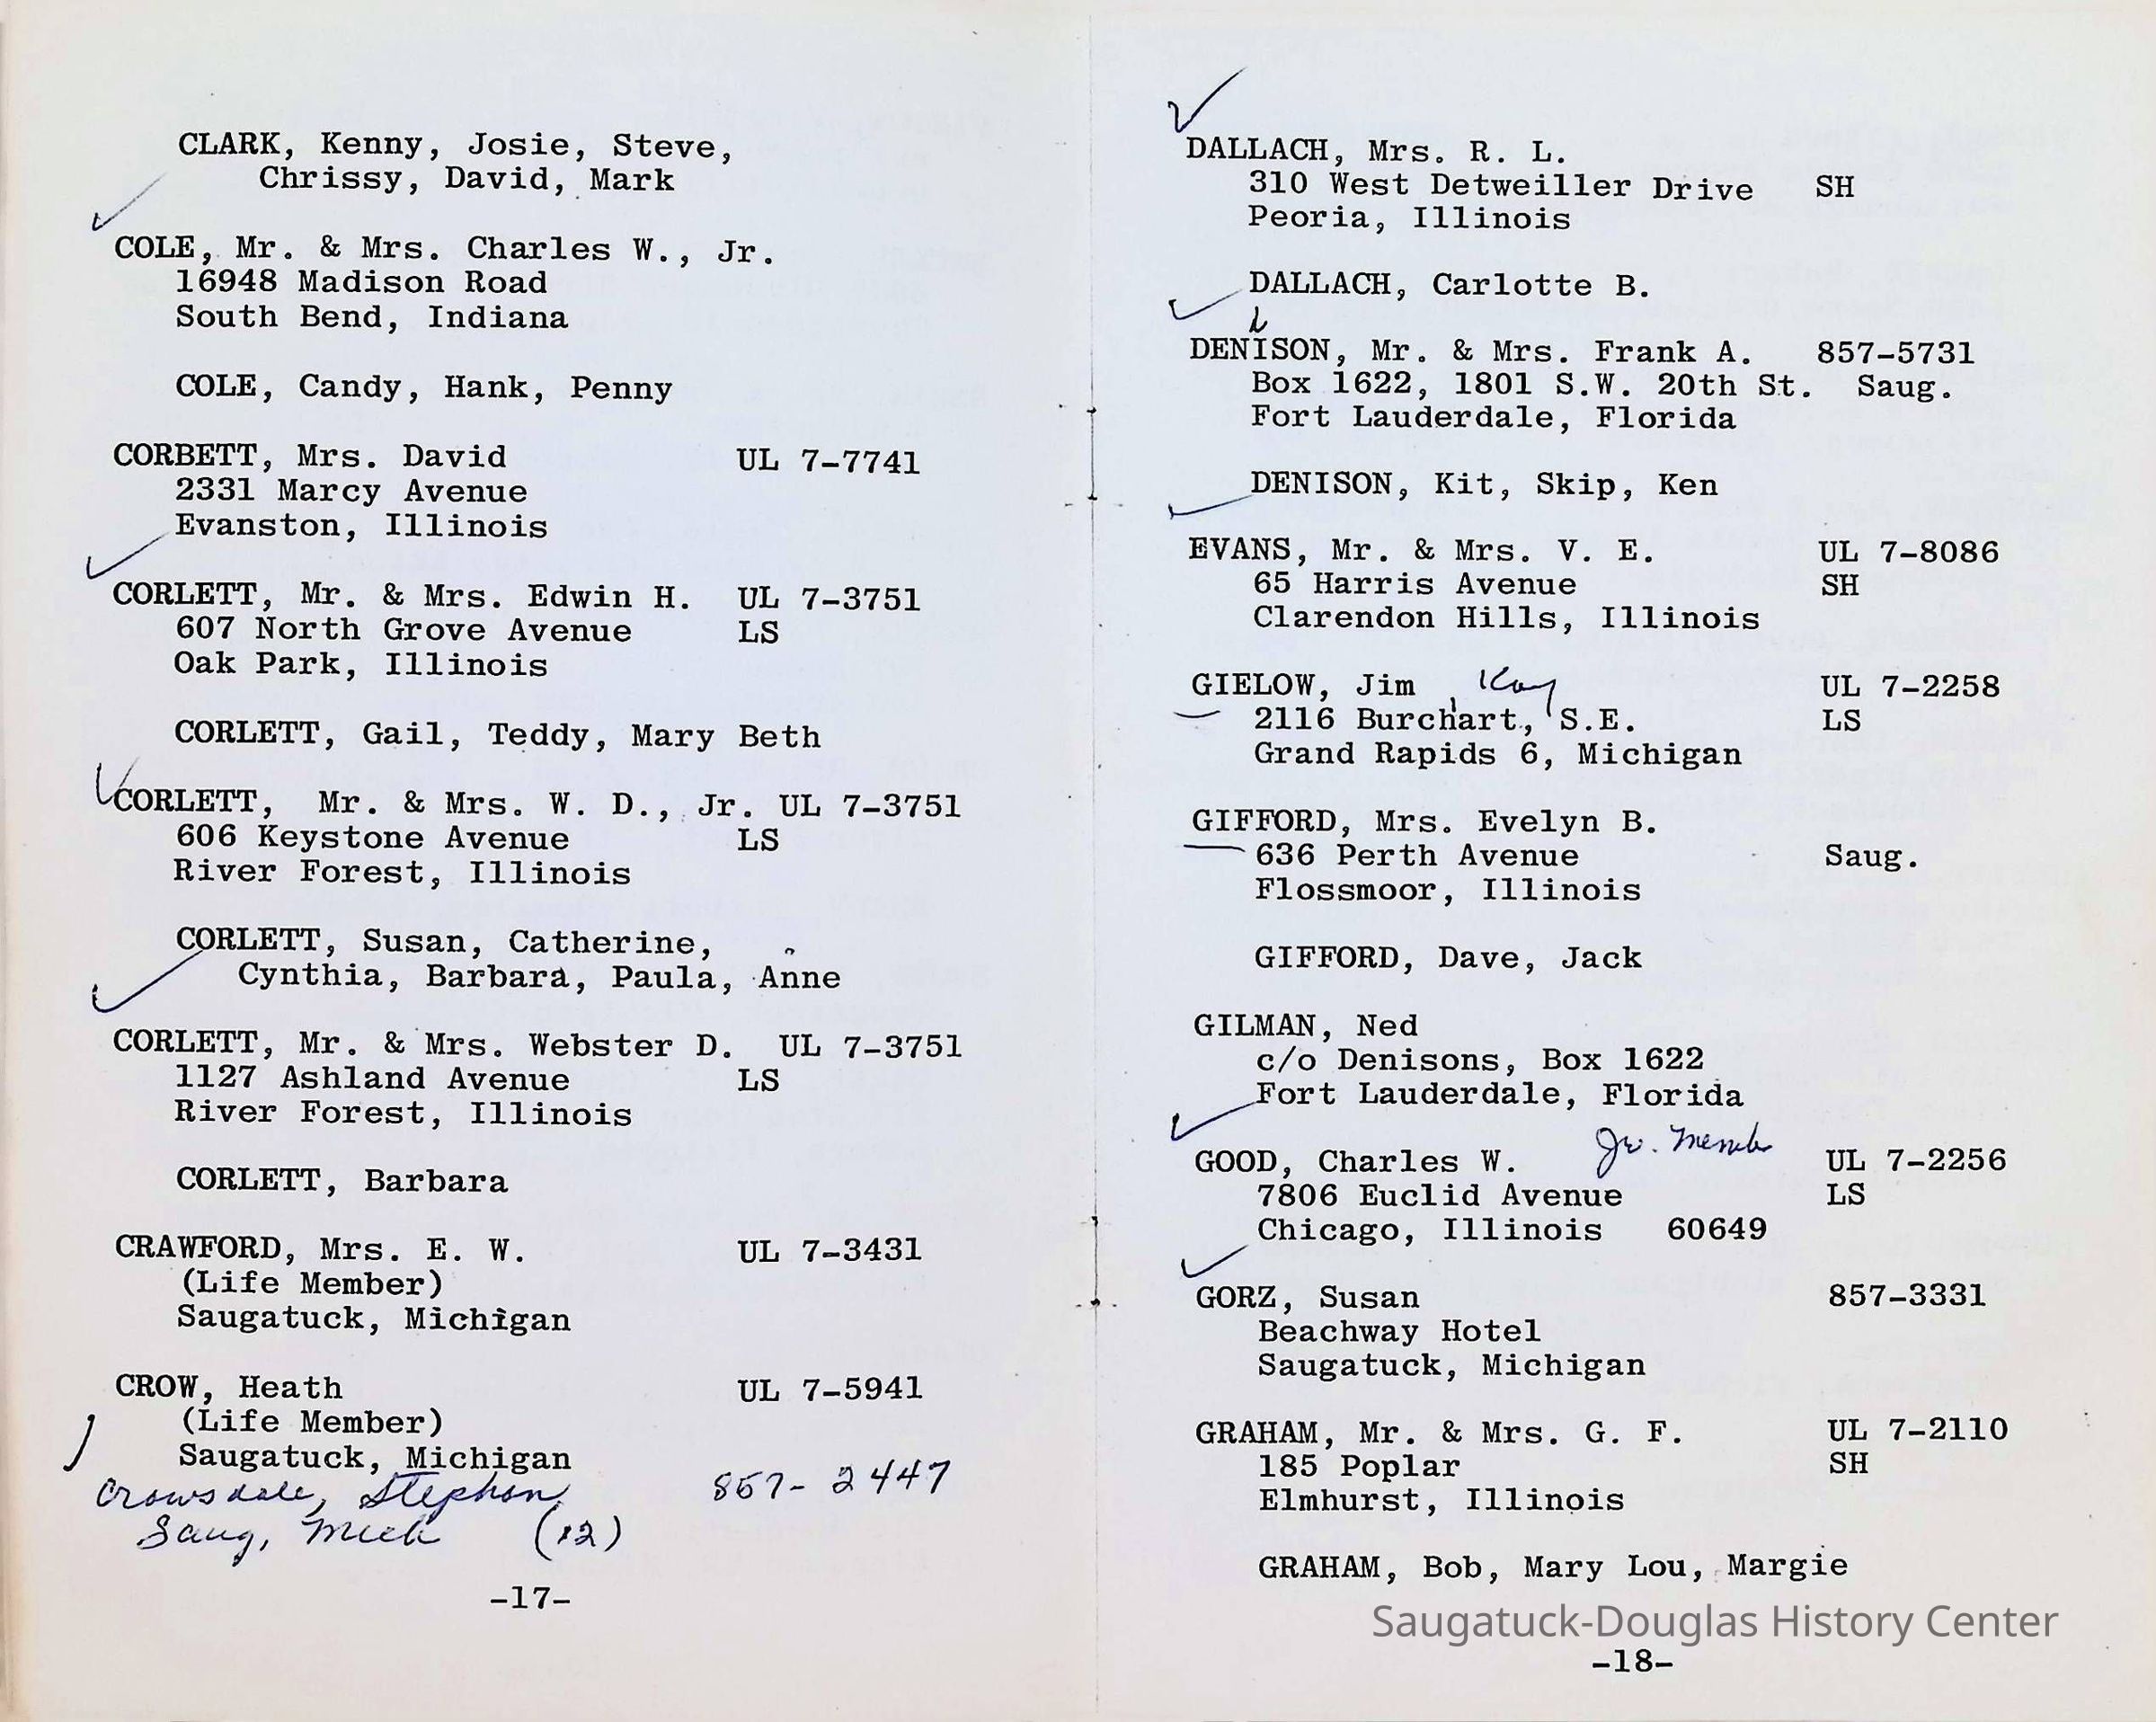 CLARK, Kenny, Josie, Steve,
Chrissy, David, Mark
COLE, Mr. & Mrs. Charles W., Jr.
16948 Madison Road
South Bend, Indiana
COLE, Candy, Hank, Penny
CORBETT, Mrs. David UL 7-7741
2331 Marcy Avenue
Evanston, Illinois
CORLETT, Mr. & Mrs. Edwin H. UL 7-3751
607 North Grove Avenue LS
Oak Park, Illinois
CORLETT, Gail, Teddy, Mary Beth
CORLETT, Mr. & Mrs. W. D., Jr. UL 7-3751
606 Keystone Avenue LS
River Forest, Illinois
CORLETT, Susan, Catherine,
Cynthia, Barbara, Paula, Anne
CORLETT, Mr. & Mrs. Webster D. UL 7-3751
1127 Ashland Avenue LS
River Forest, Illinois
CORLETT, Barbara
CRAWFORD, Mrs. E. W. UL 7-3431
(Life Member)
Saugatuck, Michigan
CROW, Heath UL 7-5941
(Life Member)
Saugatuck, Michigan
Crowsdale, Stephen 857-2447
Saug, Mich (12)
-17-
DALLACH, Mrs. R. L.
310 West Detweiller Drive SH
Peoria, Illinois
DALLACH, Carlotte B.
DENISON, Mr. & Mrs. Frank A. 857-5731
Box 1622, 1801 S.W. 20th St. Saug.
Fort Lauderdale, Florida
DENISON, Kit, Skip, Ken
EVANS, Mr. & Mrs. V. E. UL 7-8086
65 Harris Avenue SH
Clarendon Hills, Illinois
GIELOW, Jim, Kay UL 7-2258
2116 Burchart, S.E. LS
Grand Rapids 6, Michigan
GIFFORD, Mrs. Evelyn B.
636 Perth Avenue Saug.
Flossmoor, Illinois
GIFFORD, Dave, Jack
GILMAN, Ned
c/o Denisons, Box 1622
Fort Lauderdale, Florida
GOOD, Charles W. Jr. Memb UL 7-2256
7806 Euclid Avenue LS
Chicago, Illinois 60649
GORZ, Susan 857-3331
Beachway Hotel
Saugatuck, Michigan
GRAHAM, Mr. & Mrs. G. F. UL 7-2110
185 Poplar SH
Elmhurst, Illinois
GRAHAM, Bob, Mary Lou, Margie
Saugatuck-Douglas History Center
-18-